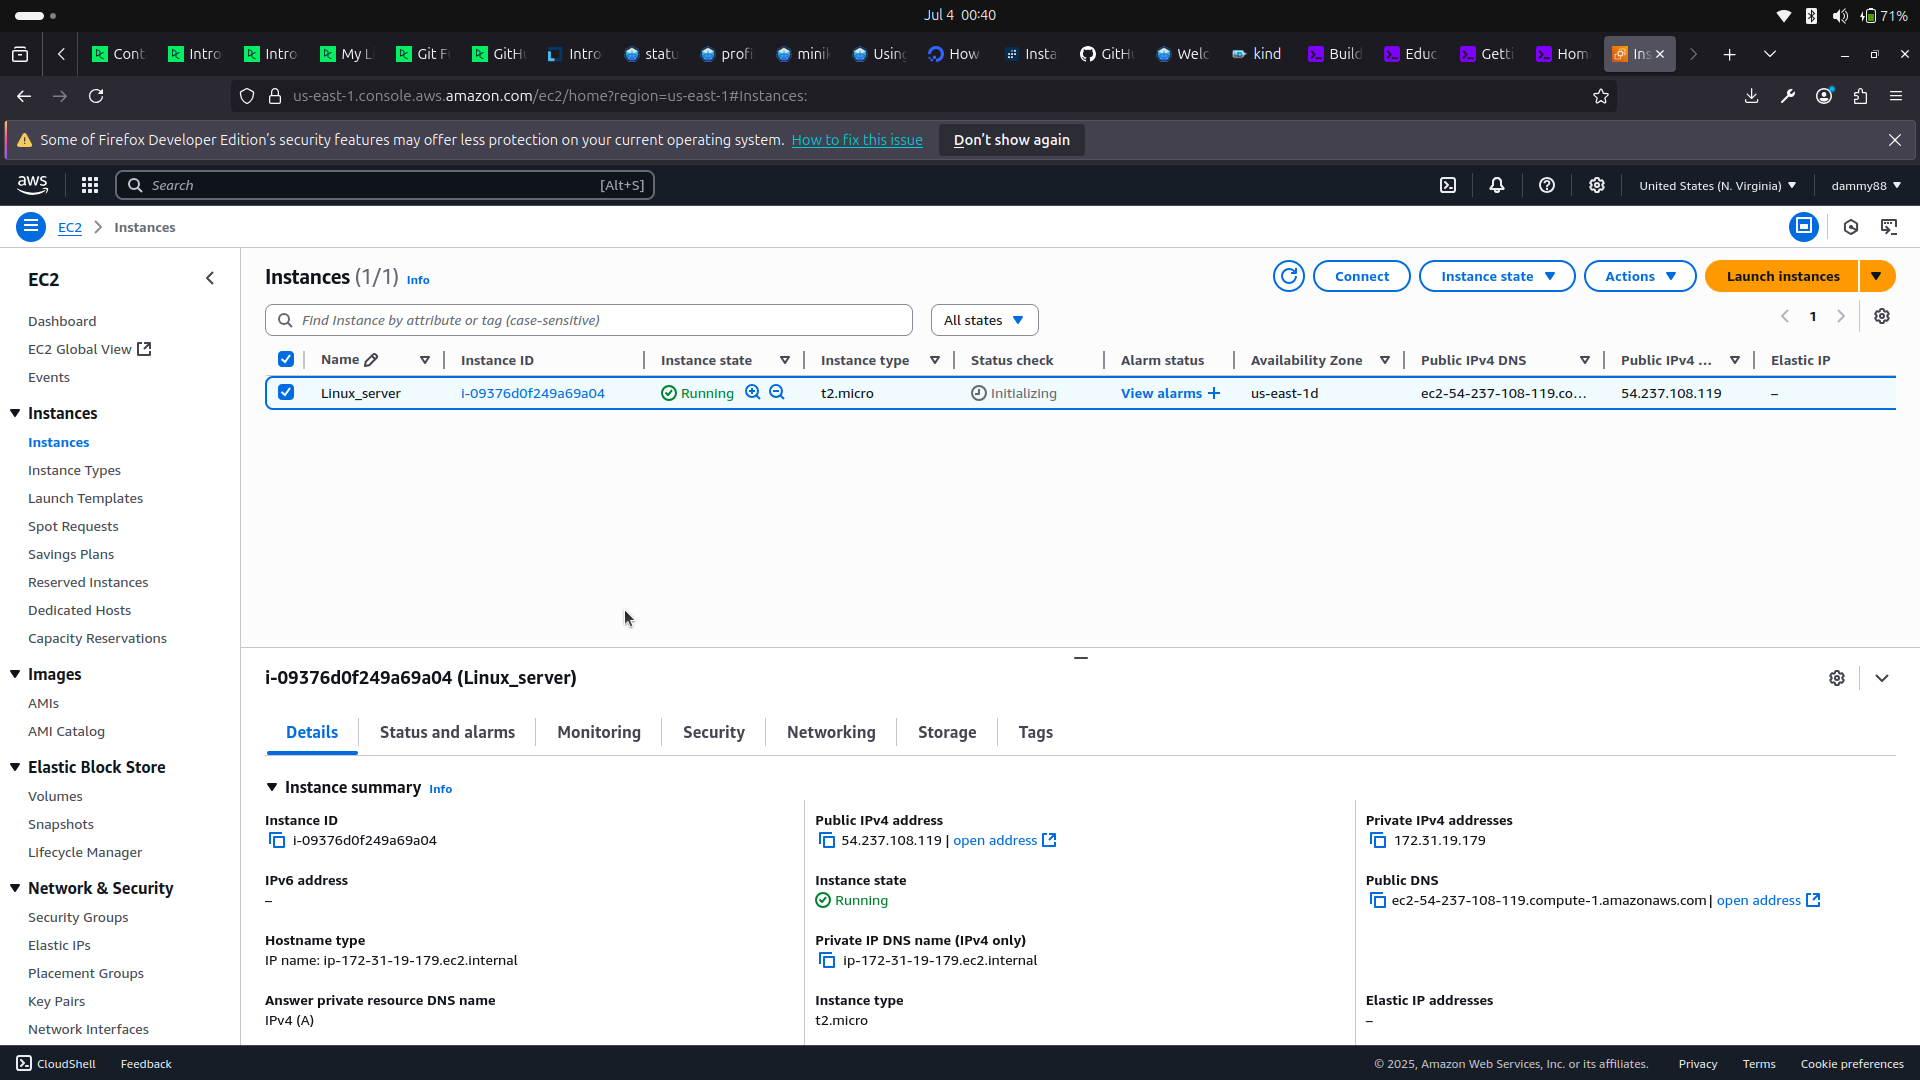 Jul 4 00:40
71%
Cont
Intro
Intro
My L
Git F
GitH
Intro
statu
profi
mini
Using
How
Insta
GitH
Welc
kind
Build
Educ
Getti
Hom
Ins
us-east-1.console.aws.amazon.com/ec2/home?region=us-east-1#Instances:
Some of Firefox Developer Edition's security features may offer less protection on your current operating system. How to fix this issue Don't show again
aws
Search [Alt+S]
United States (N. Virginia)
dammy88
EC2 Instances
EC2
Dashboard
EC2 Global View
Events
Instances
Instances
Instance Types
Launch Templates
Spot Requests
Savings Plans
Reserved Instances
Dedicated Hosts
Capacity Reservations
Images
AMIs
AMI Catalog
Elastic Block Store
Volumes
Snapshots
Lifecycle Manager
Network & Security
Security Groups
Elastic IPs
Placement Groups
Key Pairs
Network Interfaces
Instances (1/1) Info
Connect
Instance state
Actions
Launch instances
Find Instance by attribute or tag (case-sensitive)
All states
1
Name Instance ID Instance state Instance type Status check Alarm status Availability Zone Public IPv4 DNS Public IPv4 ... Elastic IP
Linux_server i-09376d0f249a69a04 Running t2.micro Initializing View alarms + us-east-1d ec2-54-237-108-119.co... 54.237.108.119 –
i-09376d0f249a69a04 (Linux_server)
Details Status and alarms Monitoring Security Networking Storage Tags
Instance summary Info
Instance ID
i-09376d0f249a69a04
Public IPv4 address
54.237.108.119 | open address
Private IPv4 addresses
172.31.19.179
IPv6 address
–
Instance state
Running
Public DNS
ec2-54-237-108-119.compute-1.amazonaws.com | open address
Hostname type
IP name: ip-172-31-19-179.ec2.internal
Private IP DNS name (IPv4 only)
ip-172-31-19-179.ec2.internal
Answer private resource DNS name
IPv4 (A)
Instance type
t2.micro
Elastic IP addresses
–
CloudShell Feedback
© 2025, Amazon Web Services, Inc. or its affiliates. Privacy Terms Cookie preferences